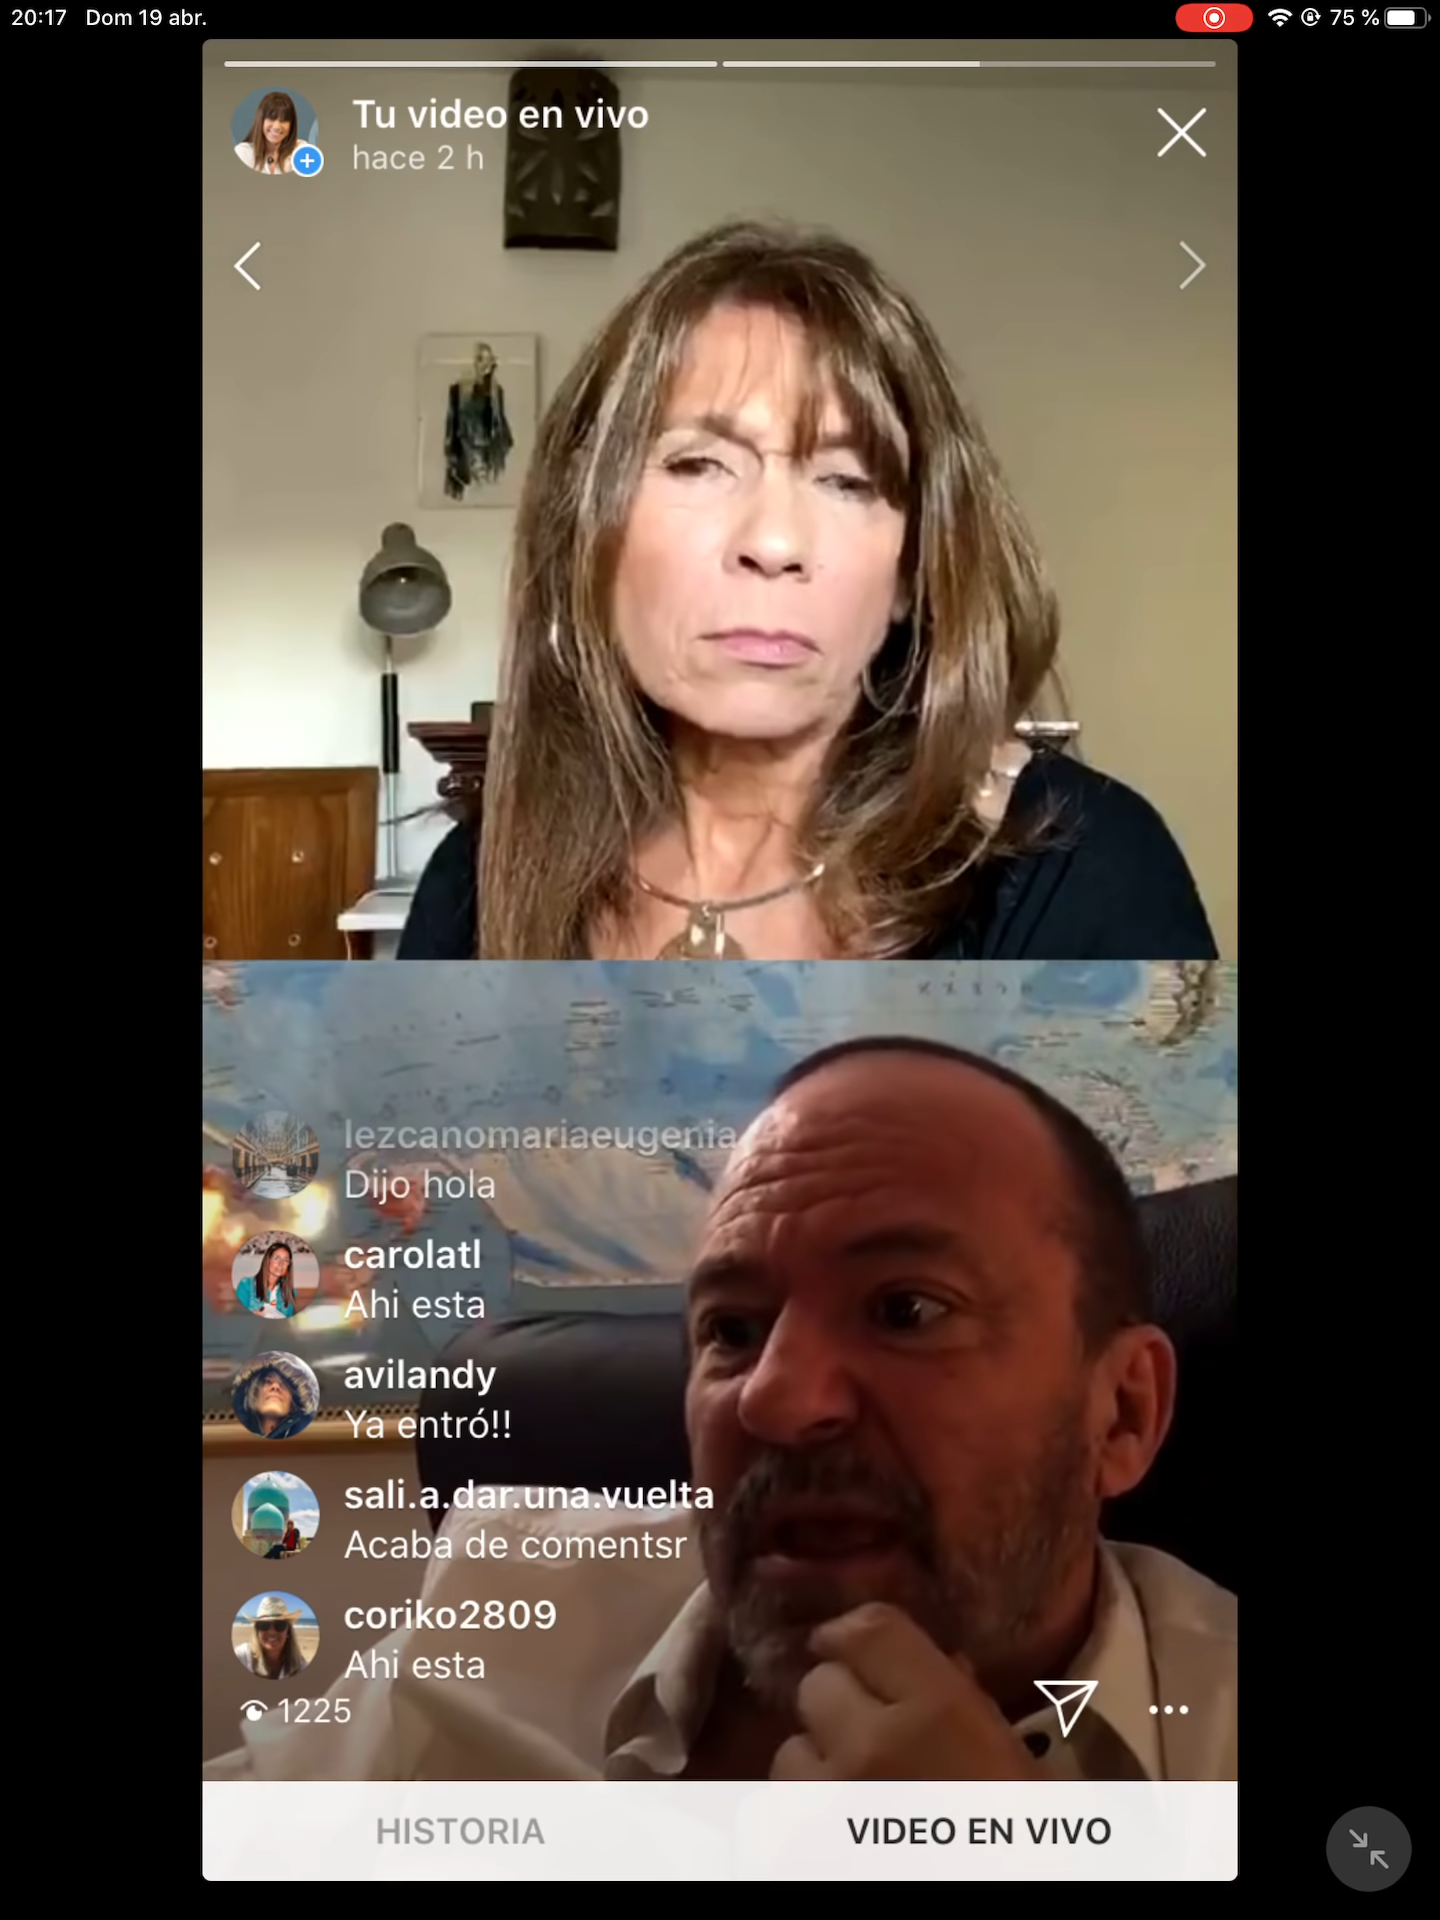 20:17 Dom 19 abr.
75 %
Tu video en vivo
hace 2 h
lezcanomariaeugenia
Dijo hola
carolatl
Ahi esta
avilandy
Ya entró!!
sali.a.dar.una.vuelta
Acaba de comentsr
coriko2809
Ahi esta
1225
HISTORIA
VIDEO EN VIVO